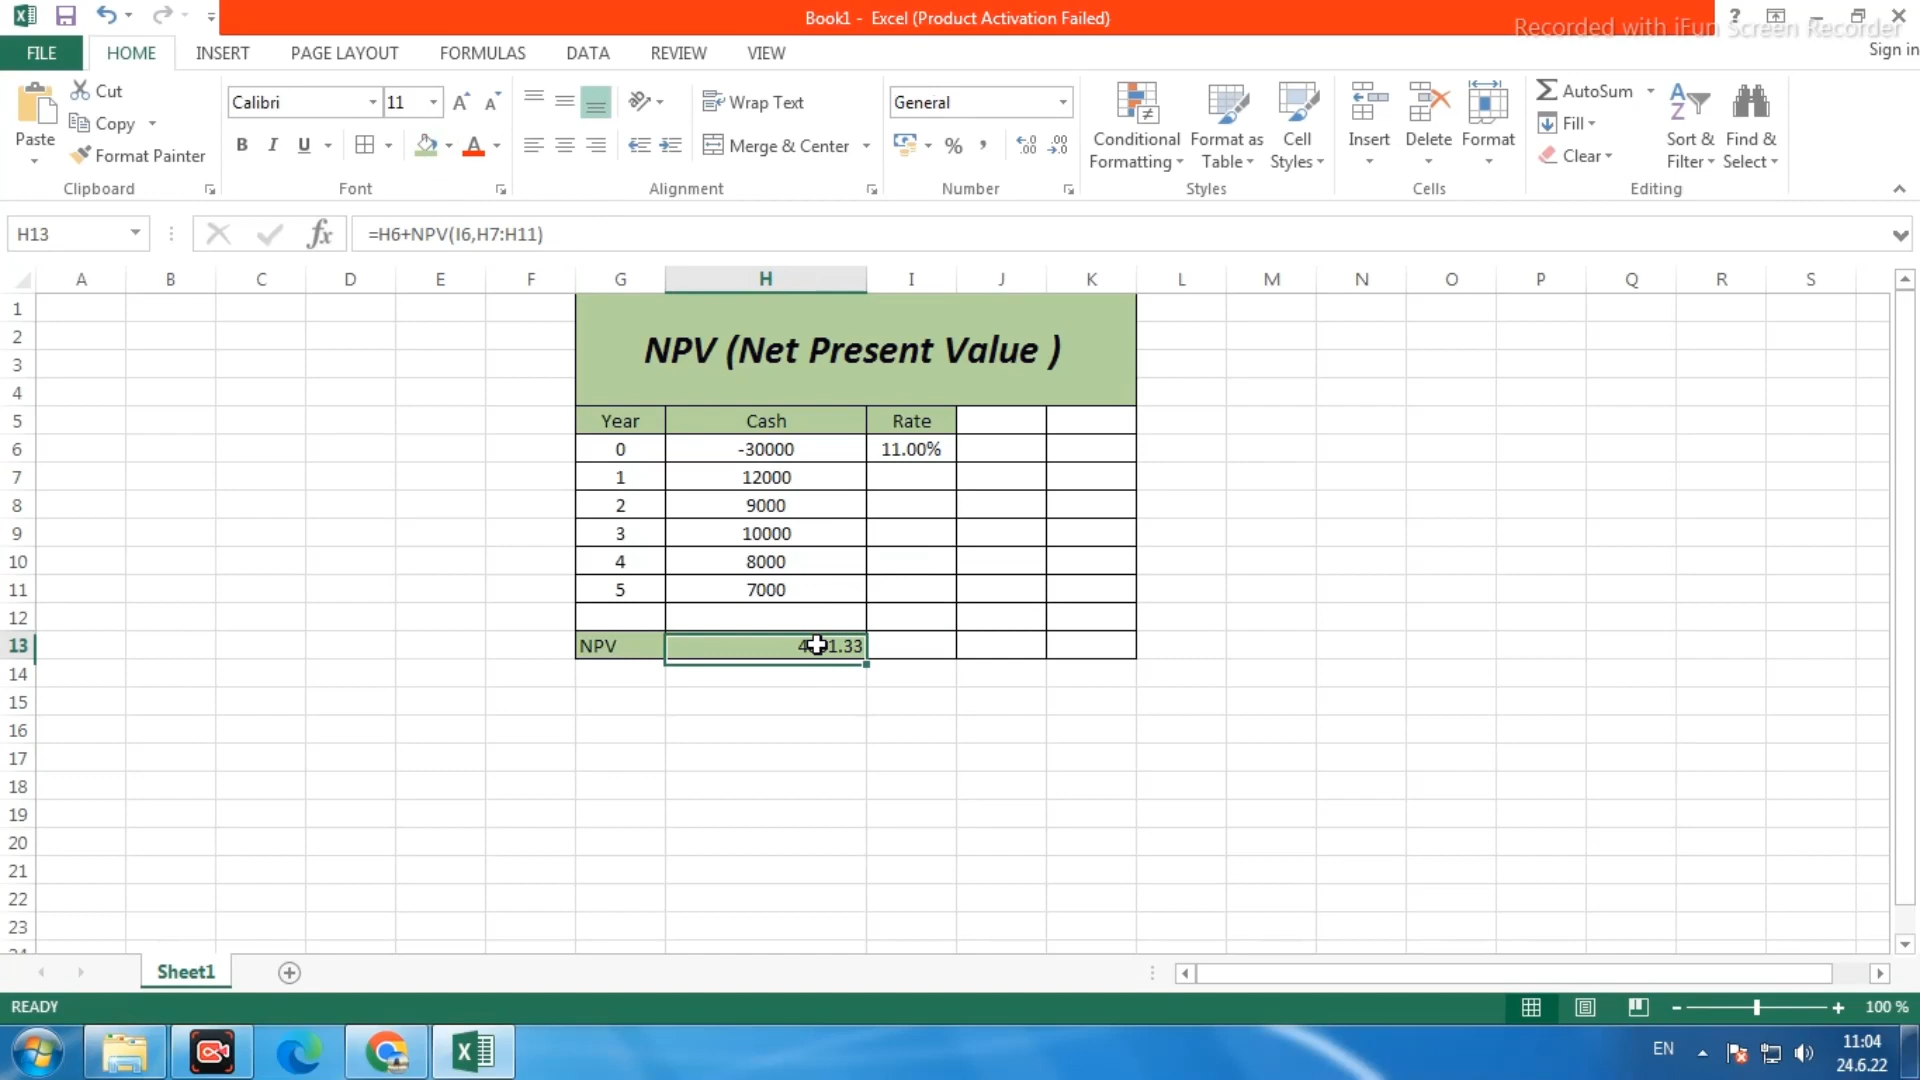 Book1 - Excel (Product Activation Failed)
Recorded with iFun Screen Recorder
?
FILE HOME INSERT PAGE LAYOUT FORMULAS DATA REVIEW VIEW Sign in
Paste Cut Copy Format Painter
Clipboard
Calibri 11
B I U A
Font
Wrap Text
Merge & Center
Alignment
General
%
Number
Conditional Formatting
Format as Table
Cell Styles
Styles
Insert Delete Format
Cells
AutoSum
Fill
Clear
Sort & Filter
Find & Select
Editing
H13 fx =H6+NPV(I6,H7:H11)
A B C D E F G H I J K L M N O P Q R S
1
2
NPV (Net Present Value )
3
4
5 Year Cash Rate
6 0 -30000 11.00%
7 1 12000
8 2 9000
9 3 10000
10 4 8000
11 5 7000
12
13 NPV
14
15
16
17
18
19
20
21
22
23
Sheet1
READY 100 %
EN 11:04
24.6.22